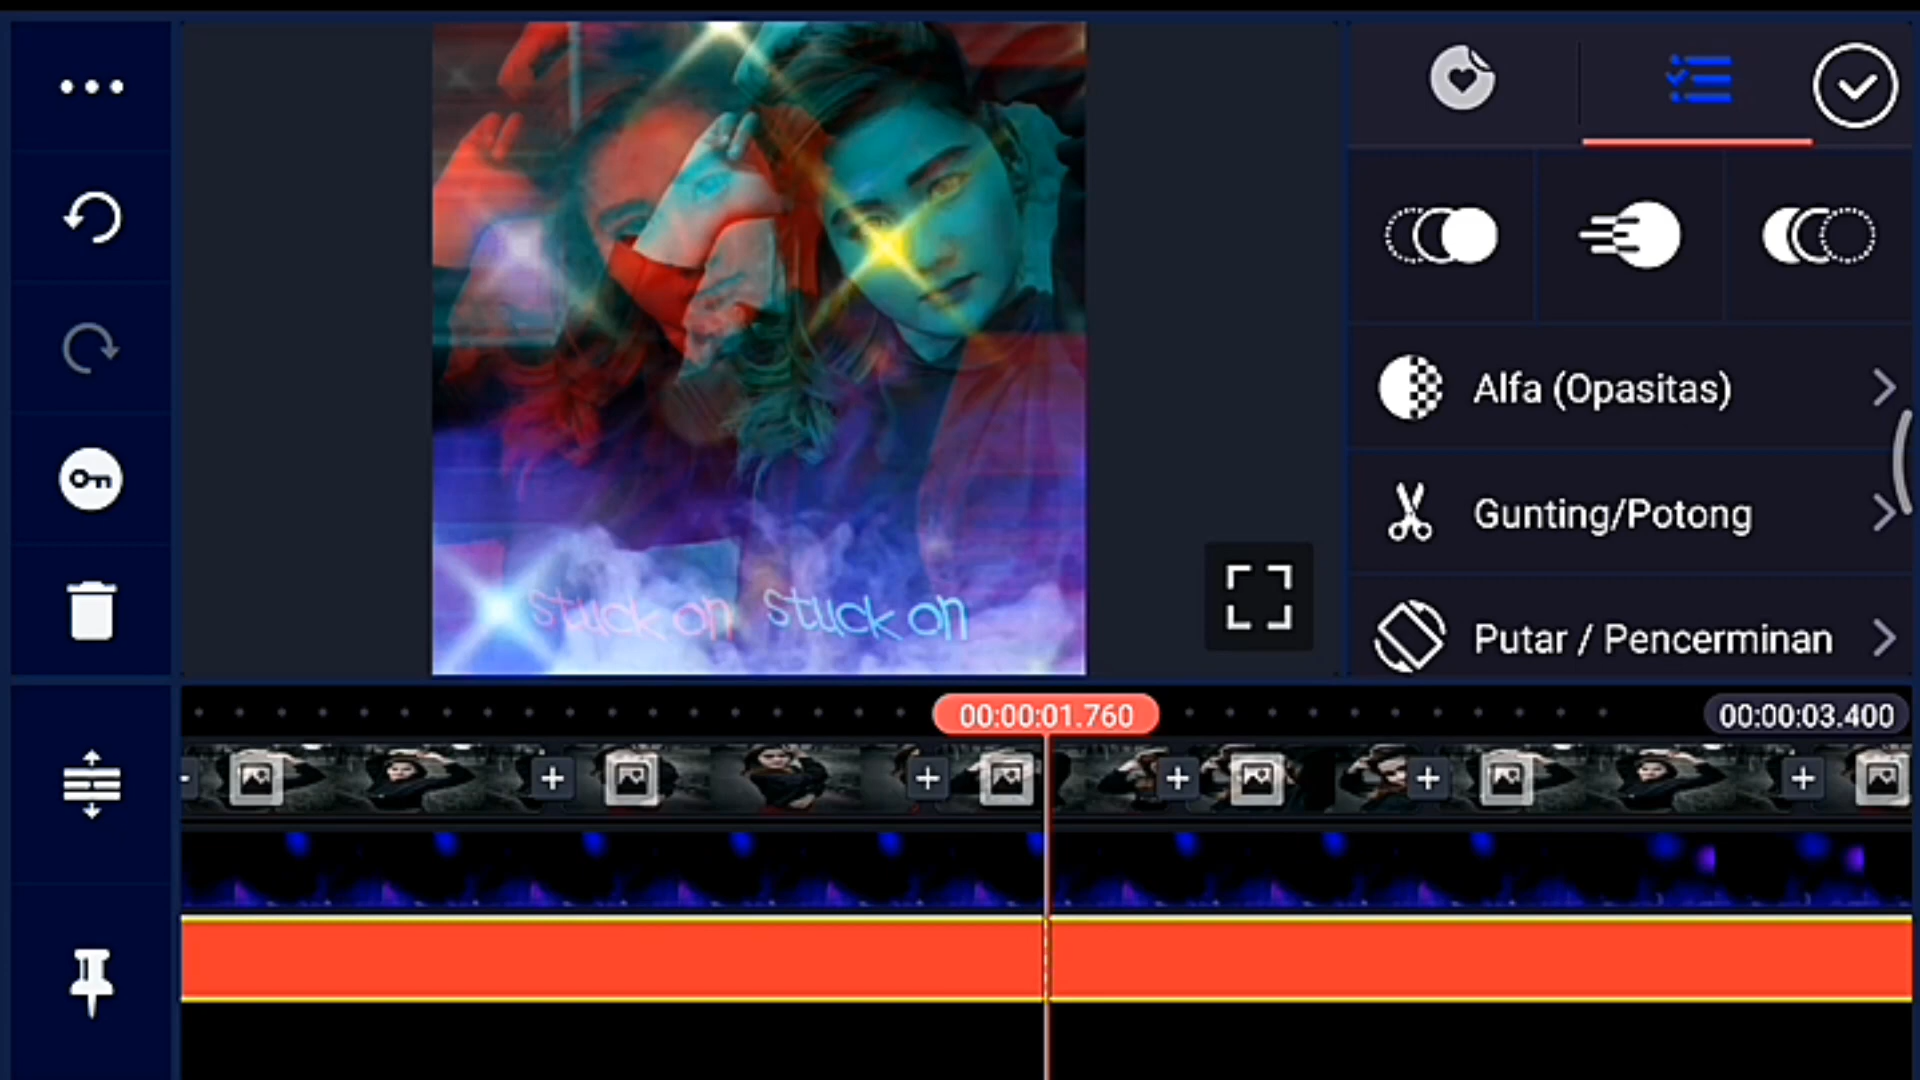 Alfa (Opasitas)
Gunting/Potong
Putar / Pencerminan
stuck on stuck on
00:00:01.760
00:00:03.400